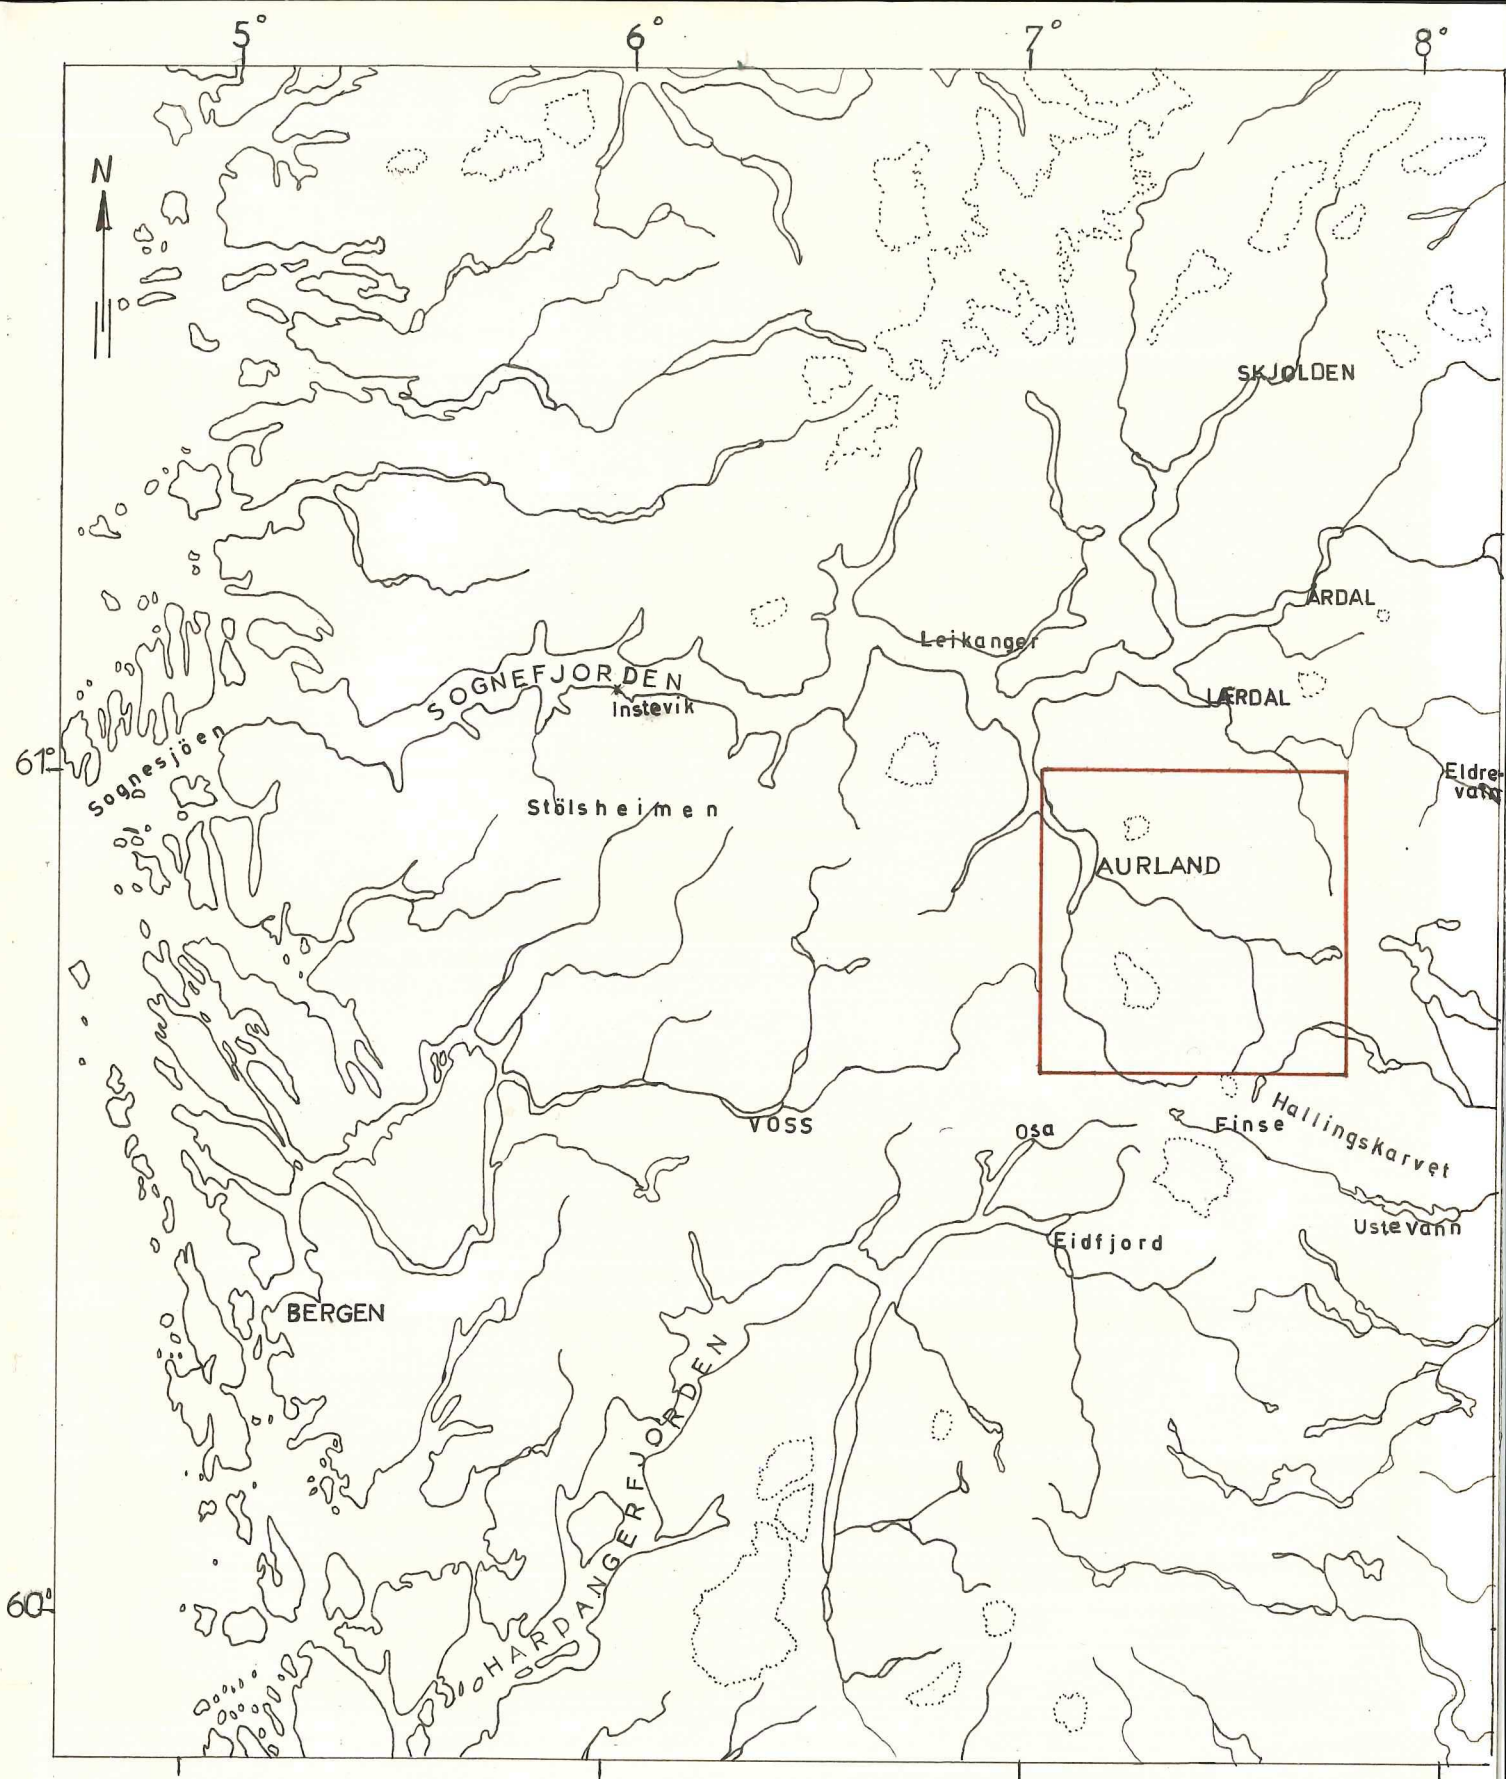 5° 6° 7° 8°
N
SKJOLDEN
ÅRDAL
Leikanger
SOGNEFJORDEN
LÆRDAL
Instevik
Sognesjöen
61°
Eldre-
vatn
Stölsheimen
AURLAND
Hallingskarvet
Finse
VOSS
Osa
Ustevann
Eidfjord
BERGEN
HARDANGERFJORDEN
60°